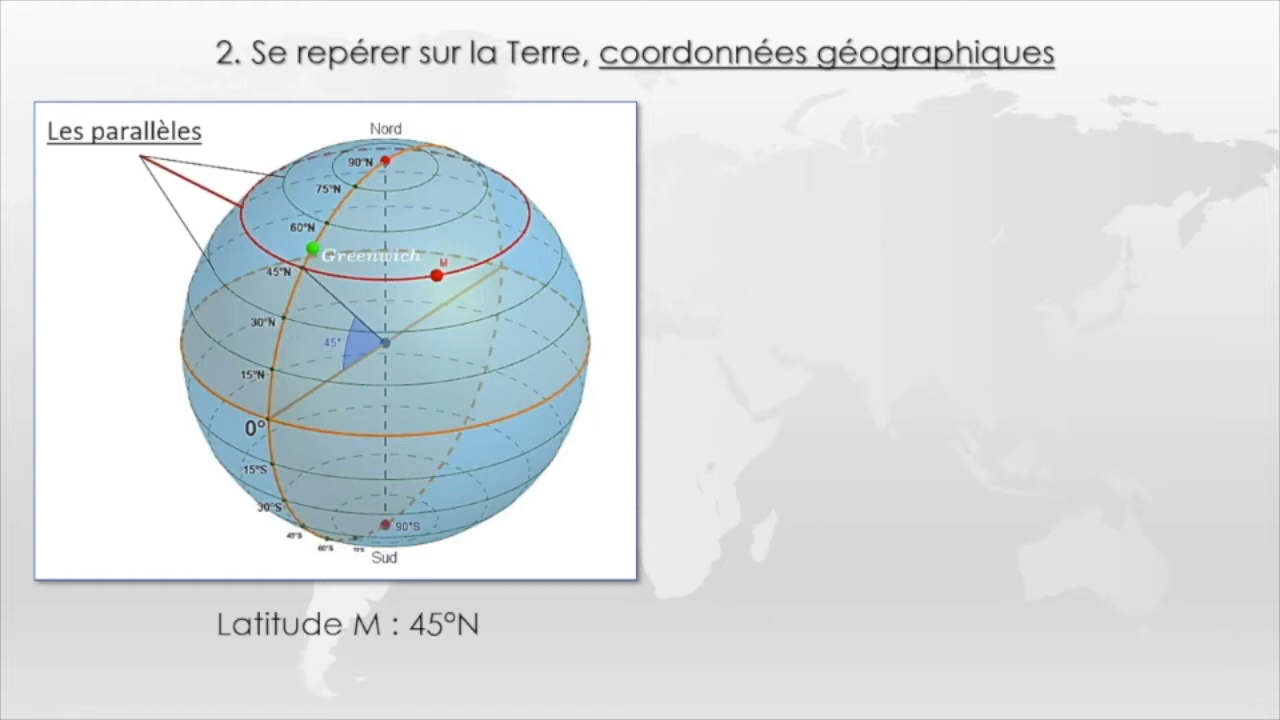 2. Se repérer sur la Terre, coordonnées géographiques
Les parallèles
Nord
90°N
75°N
60°N
Greenwich
M
45°N
30°N
45°
15°N
0°
15°S
30°S
90°S
45°S
60°S
75°S
Sud
Latitude M : 45°N